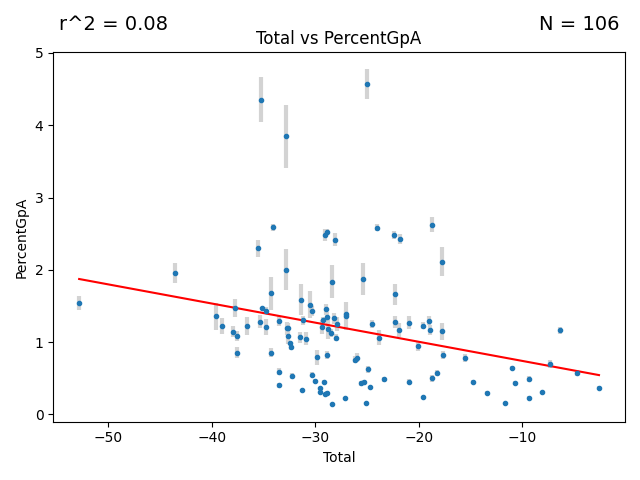 r^2 = 0.08
N = 106
Total vs PercentGpA
5
4
3
2
1
0
PercentGpA
−50
−40
−30
−20
−10
Total